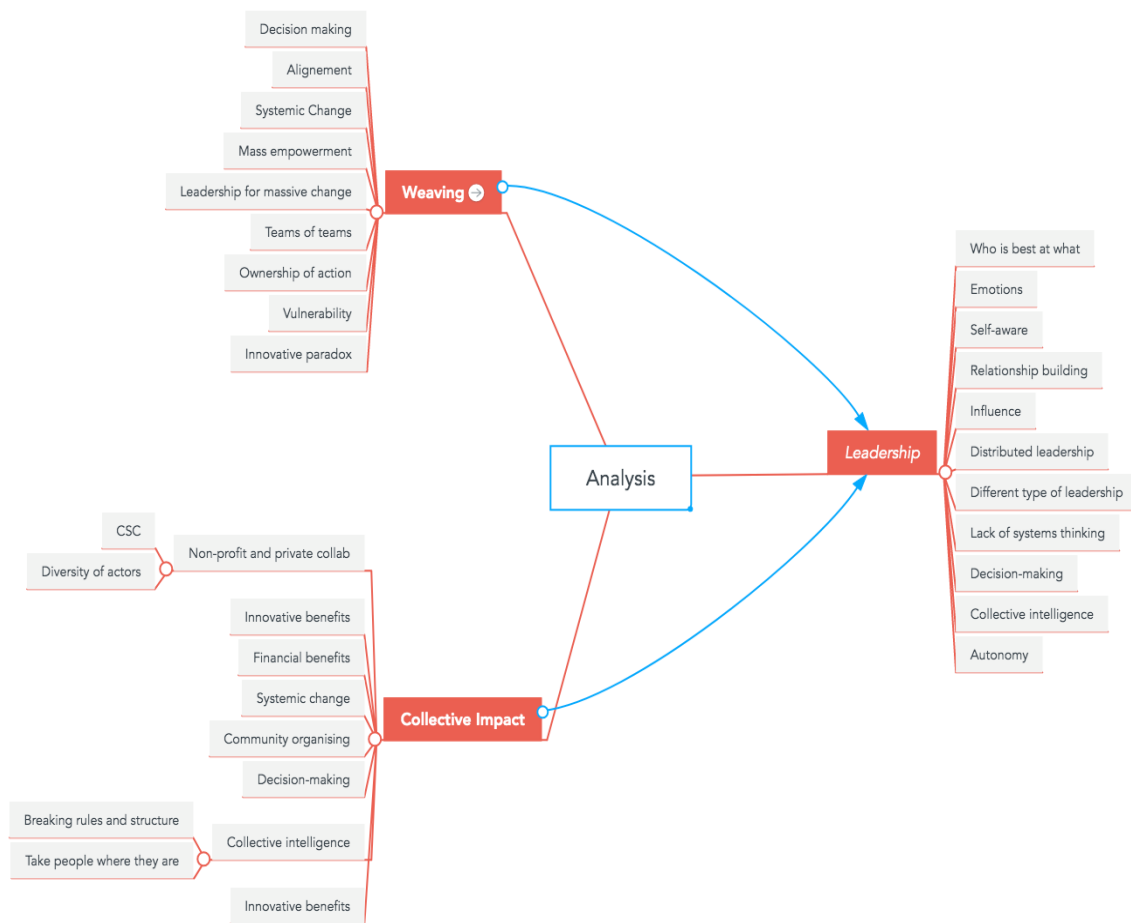 Decision making
Alignement
Systemic Change
Mass empowerment
Leadership for massive change
Teams of teams
Ownership of action
Vulnerability
Innovative paradox
Weaving
Analysis
Leadership
Who is best at what
Emotions
Self-aware
Relationship building
Influence
Distributed leadership
Different type of leadership
Lack of systems thinking
Decision-making
Collective intelligence
Autonomy
CSC
Diversity of actors
Non-profit and private collab
Innovative benefits
Financial benefits
Systemic change
Community organising
Decision-making
Breaking rules and structure
Take people where they are
Collective intelligence
Innovative benefits
Collective Impact